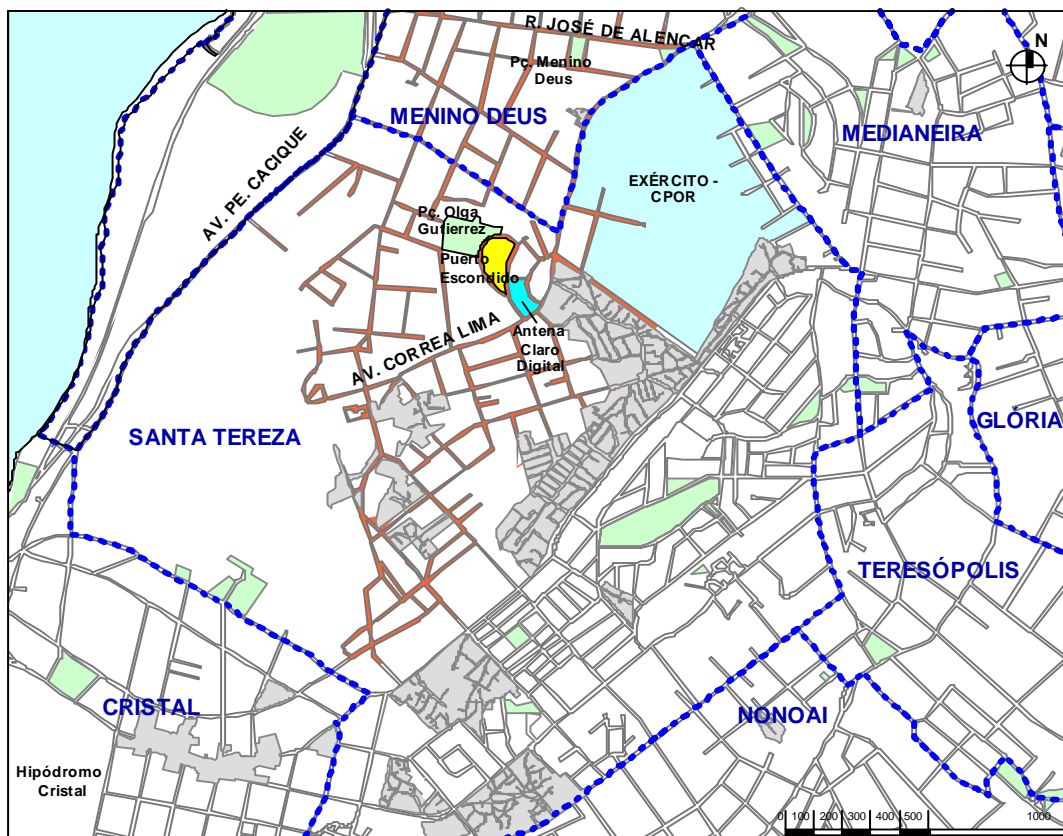 R. JOSÉ DE ALENCAR
N
Pç. Menino
Deus
MENINO DEUS
MEDIANEIRA
AV. PE. CACIQUE
EXÉRCITO -
CPOR
Pç. Olga
Gutierrez
Puerto
Escondido
AV. CORREA LIMA
Antena
Claro
Digital
SANTA TEREZA
GLÓRIA
TERESÓPOLIS
CRISTAL
NONOAI
Hipódromo
Cristal
0 100 200 300 400 500 1000